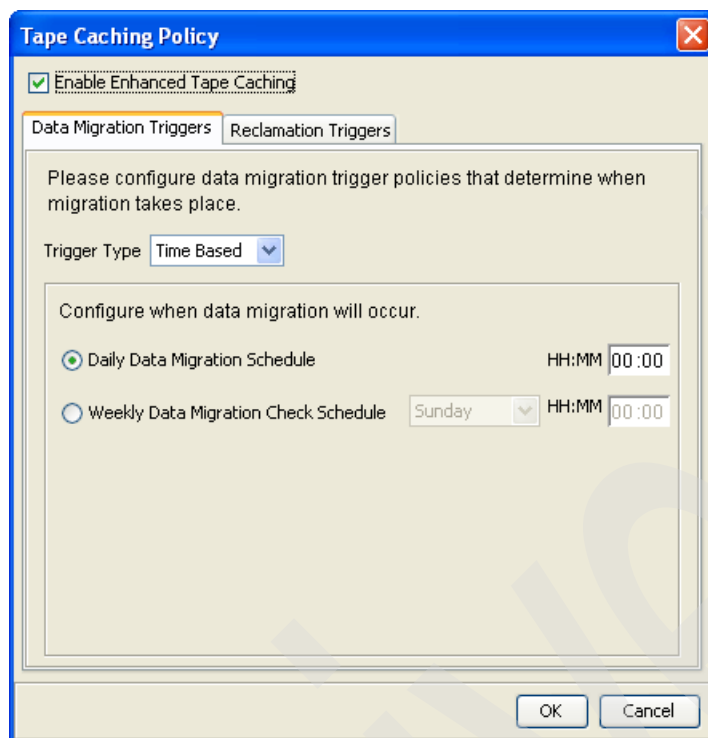 Tape Caching Policy
Enable Enhanced Tape Caching
Data Migration Triggers Reclamation Triggers
Please configure data migration trigger policies that determine when
migration takes place.
Trigger Type Time Based
Configure when data migration will occur.
Daily Data Migration Schedule HH:MM 00:00
Weekly Data Migration Check Schedule Sunday HH:MM 00:00
OK Cancel